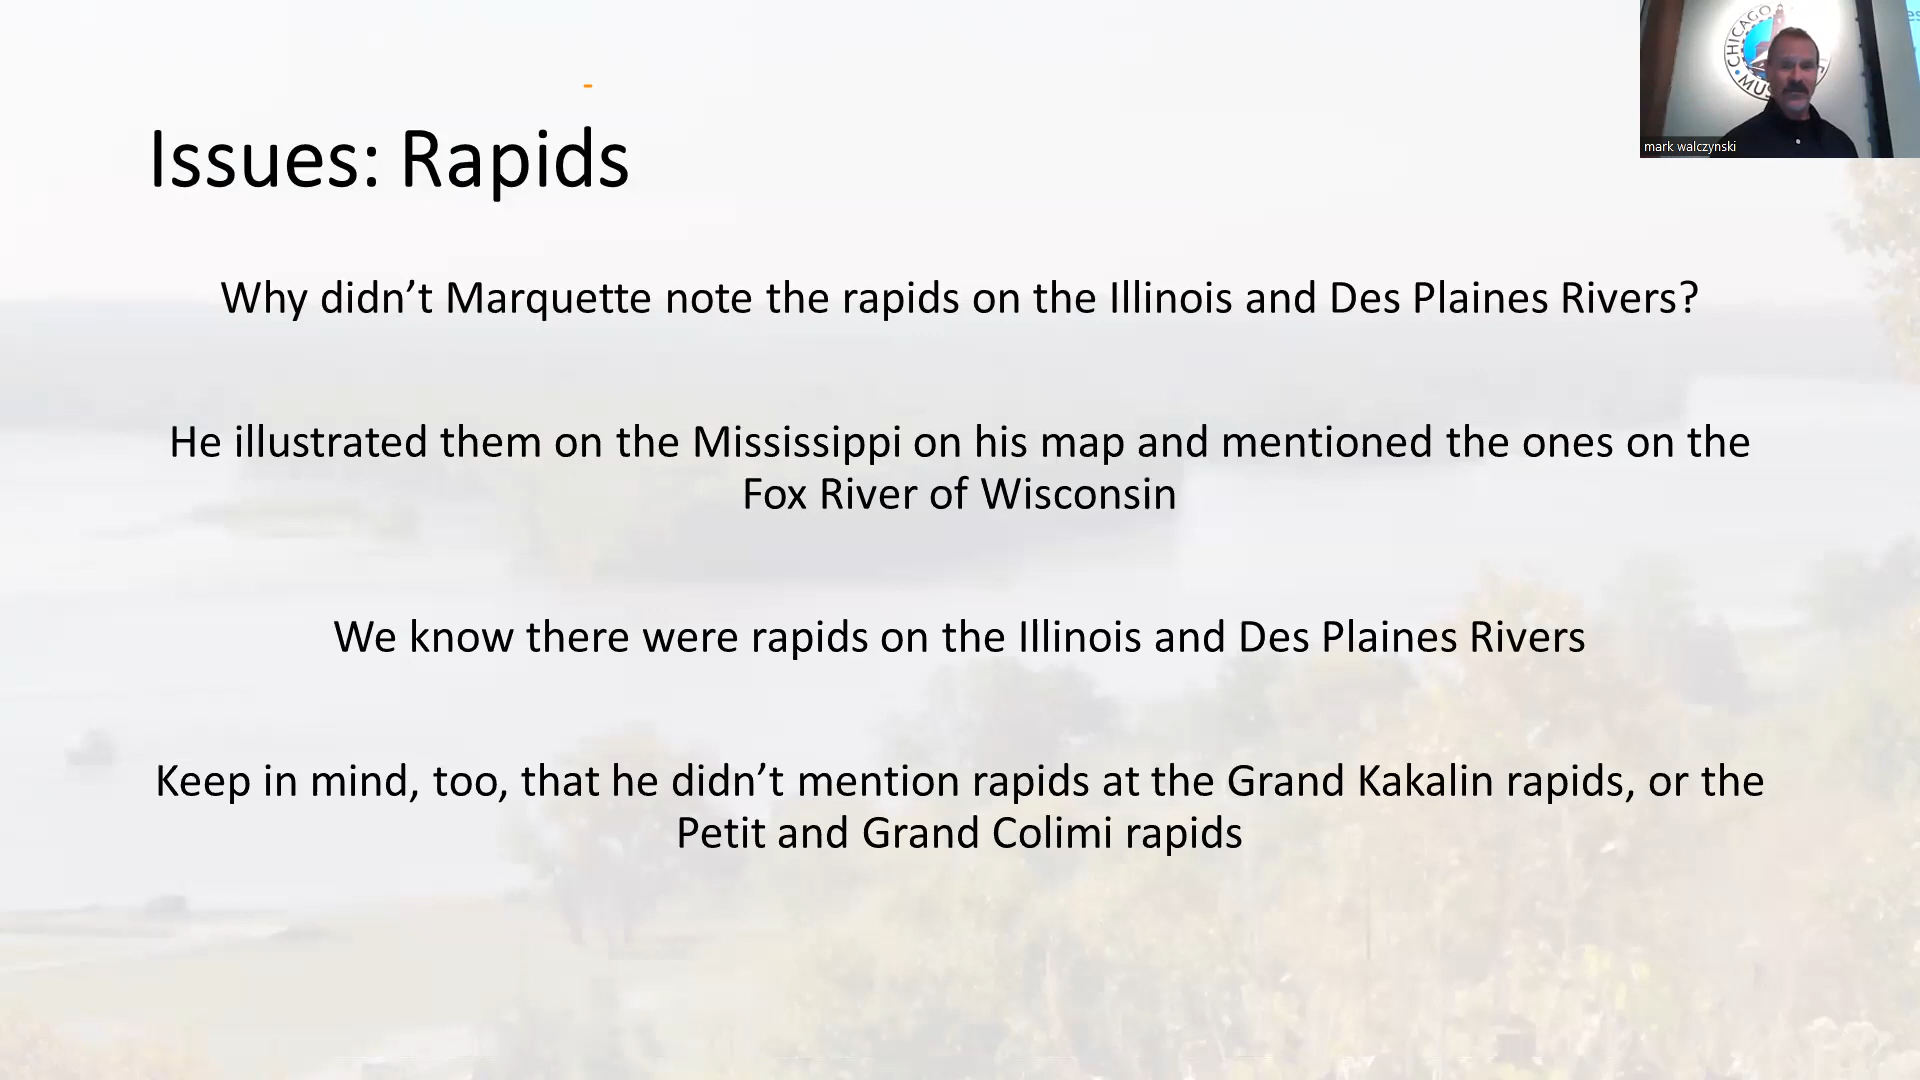 CHICAGO
MUS
mark walczynski
Issues: Rapids
Why didn’t Marquette note the rapids on the Illinois and Des Plaines Rivers?
He illustrated them on the Mississippi on his map and mentioned the ones on the
Fox River of Wisconsin
We know there were rapids on the Illinois and Des Plaines Rivers
Keep in mind, too, that he didn’t mention rapids at the Grand Kakalin rapids, or the
Petit and Grand Colimi rapids